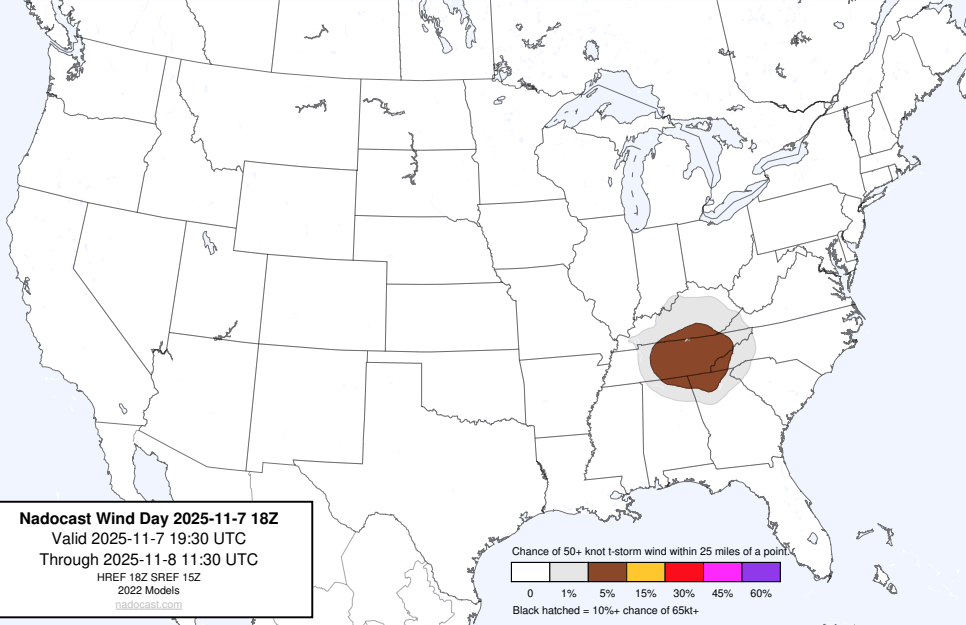 Nadocast Wind Day 2025-11-7 18Z
Valid 2025-11-7 19:30 UTC
Through 2025-11-8 11:30 UTC
HREF 18Z SREF 15Z
2022 Models
nadocast.com
Chance of 50+ knot t-storm wind within 25 miles of a point.
0 1% 5% 15% 30% 45% 60%
Black hatched = 10%+ chance of 65kt+